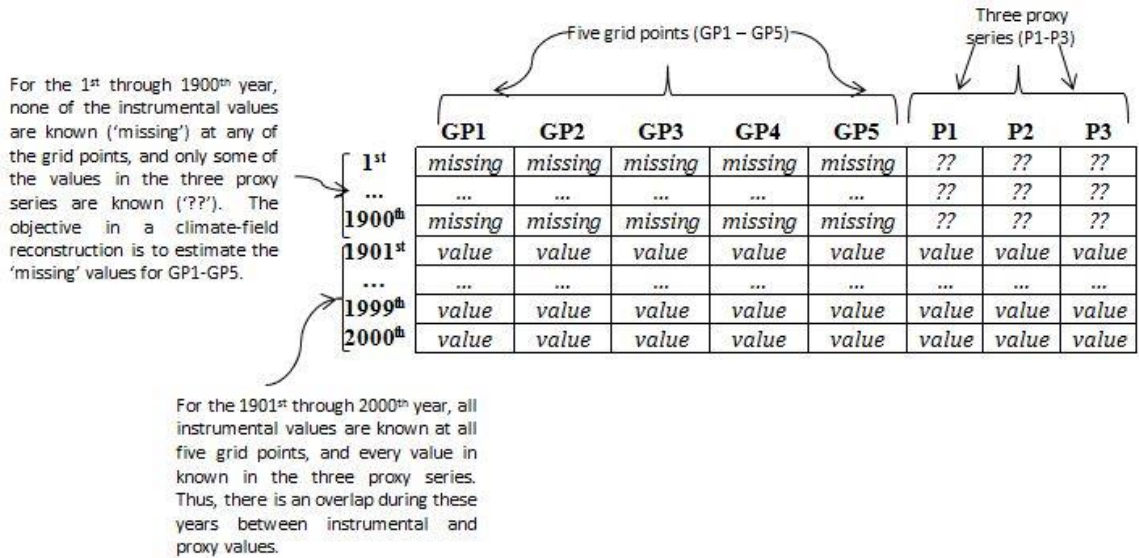 Five grid points (GP1 – GP5)
Three proxy
series (P1-P3)
For the 1st through 1900th year,
none of the instrumental values
are known (‘missing’) at any of
the grid points, and only some of
the values in the three proxy
series are known (‘??’). The
objective in a climate-field
reconstruction is to estimate the
‘missing’ values for GP1-GP5.
GP1 GP2 GP3 GP4 GP5 P1 P2 P3
1st missing missing missing missing missing ?? ?? ??
... ... ... ... ... ... ?? ?? ??
1900th missing missing missing missing missing ?? ?? ??
1901st value value value value value value value value
... ... ... ... ... ... ... ... ...
1999th value value value value value value value value
2000th value value value value value value value value
For the 1901st through 2000th year, all
instrumental values are known at all
five grid points, and every value in
known in the three proxy series.
Thus, there is an overlap during these
years between instrumental and
proxy values.